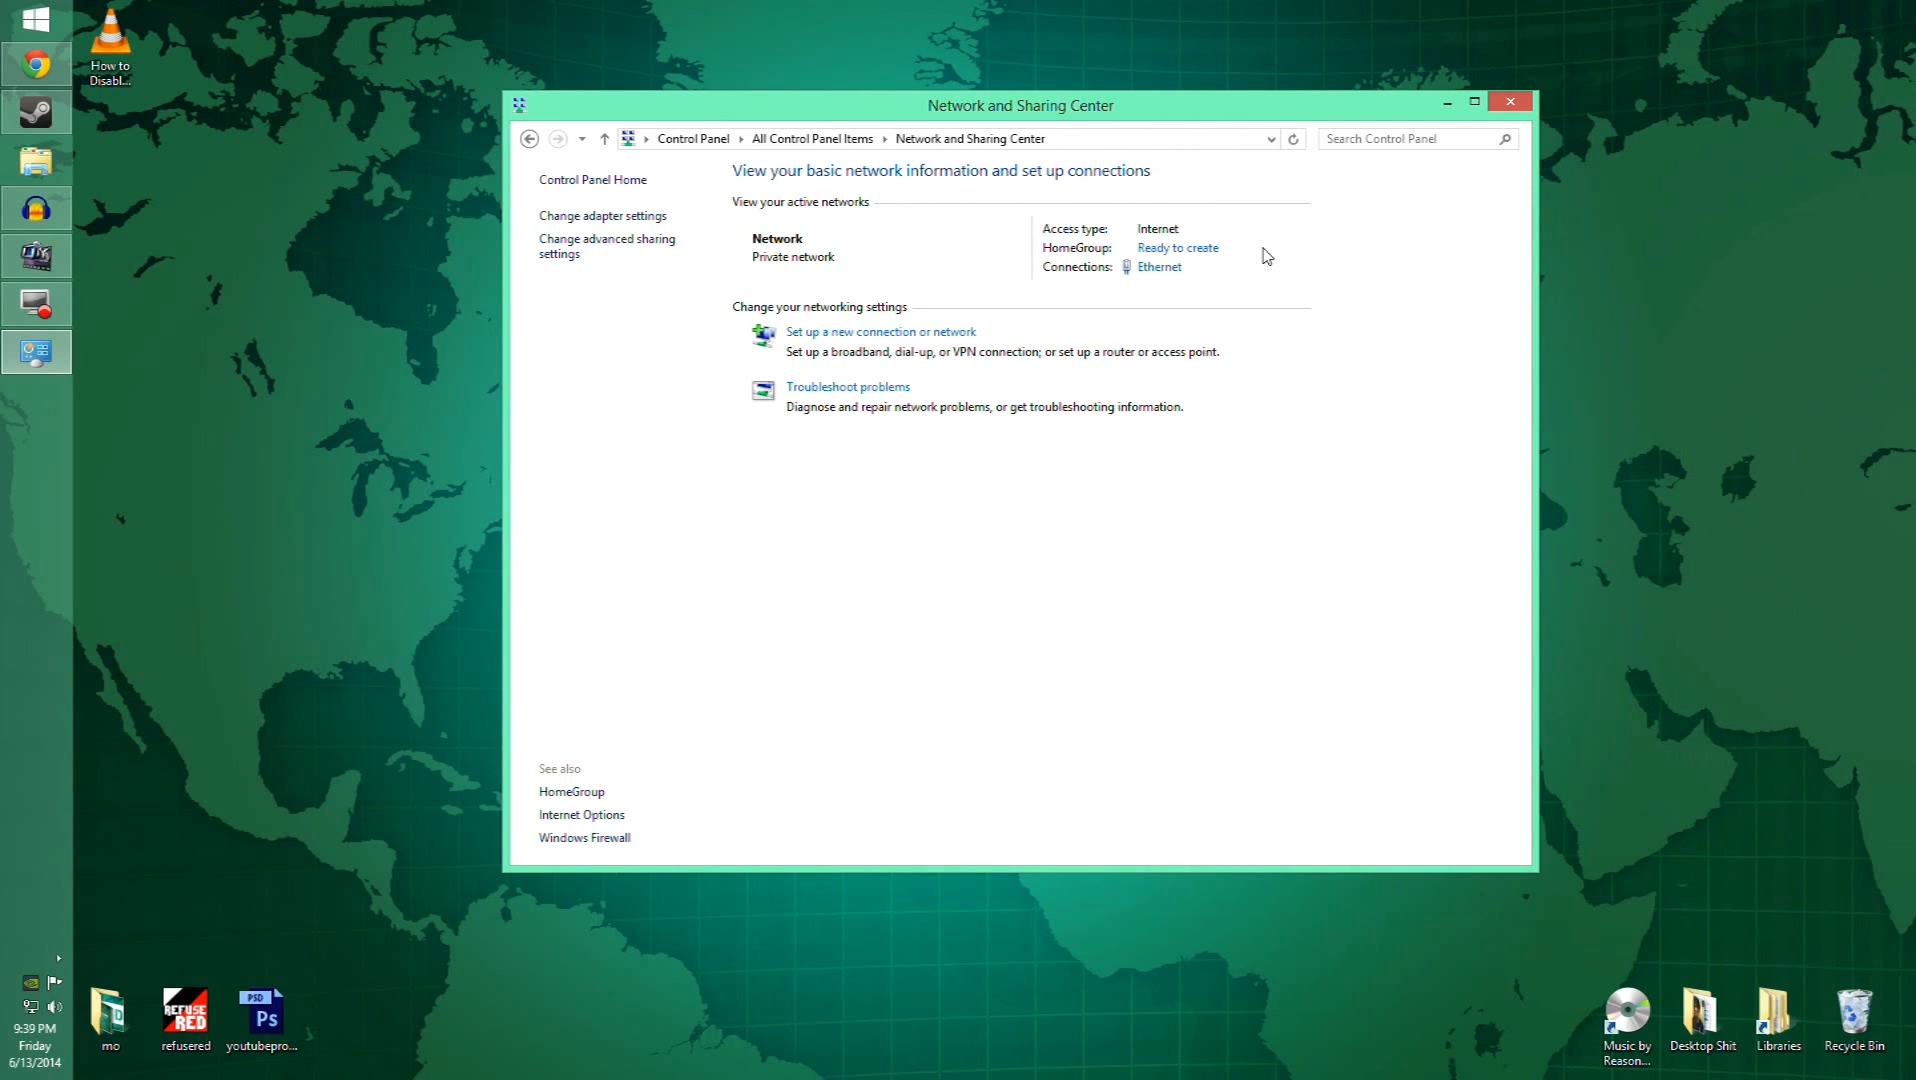 How to
Disabl...
Network and Sharing Center
Control Panel
All Control Panel Items
Network and Sharing Center
Search Control Panel
Control Panel Home
Change adapter settings
Change advanced sharing
settings
View your basic network information and set up connections
View your active networks
Network
Private network
Access type:
Internet
HomeGroup:
Ready to create
Connections:
Ethernet
Change your networking settings
Set up a new connection or network
Set up a broadband, dial-up, or VPN connection; or set up a router or access point.
Troubleshoot problems
Diagnose and repair network problems, or get troubleshooting information.
See also
HomeGroup
Internet Options
Windows Firewall
9:39 PM
Friday
6/13/2014
mo
REFUSE
RED
refusered
PSD
Ps
youtubepro...
Music by
Reason...
Desktop Shit
Libraries
Recycle Bin